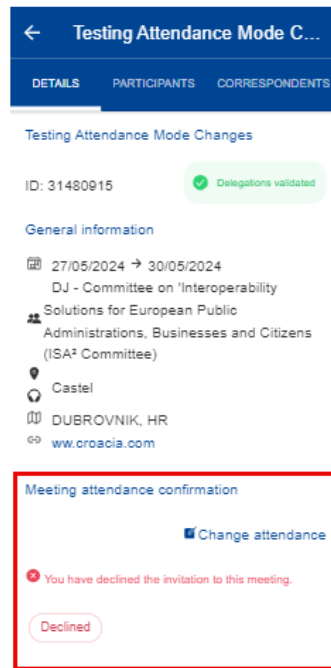 Testing Attendance Mode C...
DETAILS PARTICIPANTS CORRESPONDENTS
Testing Attendance Mode Changes
ID: 31480915
Delegations validated
General information
27/05/2024 → 30/05/2024
DJ - Committee on 'Interoperability
Solutions for European Public
Administrations, Businesses and Citizens
(ISA² Committee)
Castel
DUBROVNIK, HR
ww.croacia.com
Meeting attendance confirmation
Change attendance
You have declined the invitation to this meeting.
Declined